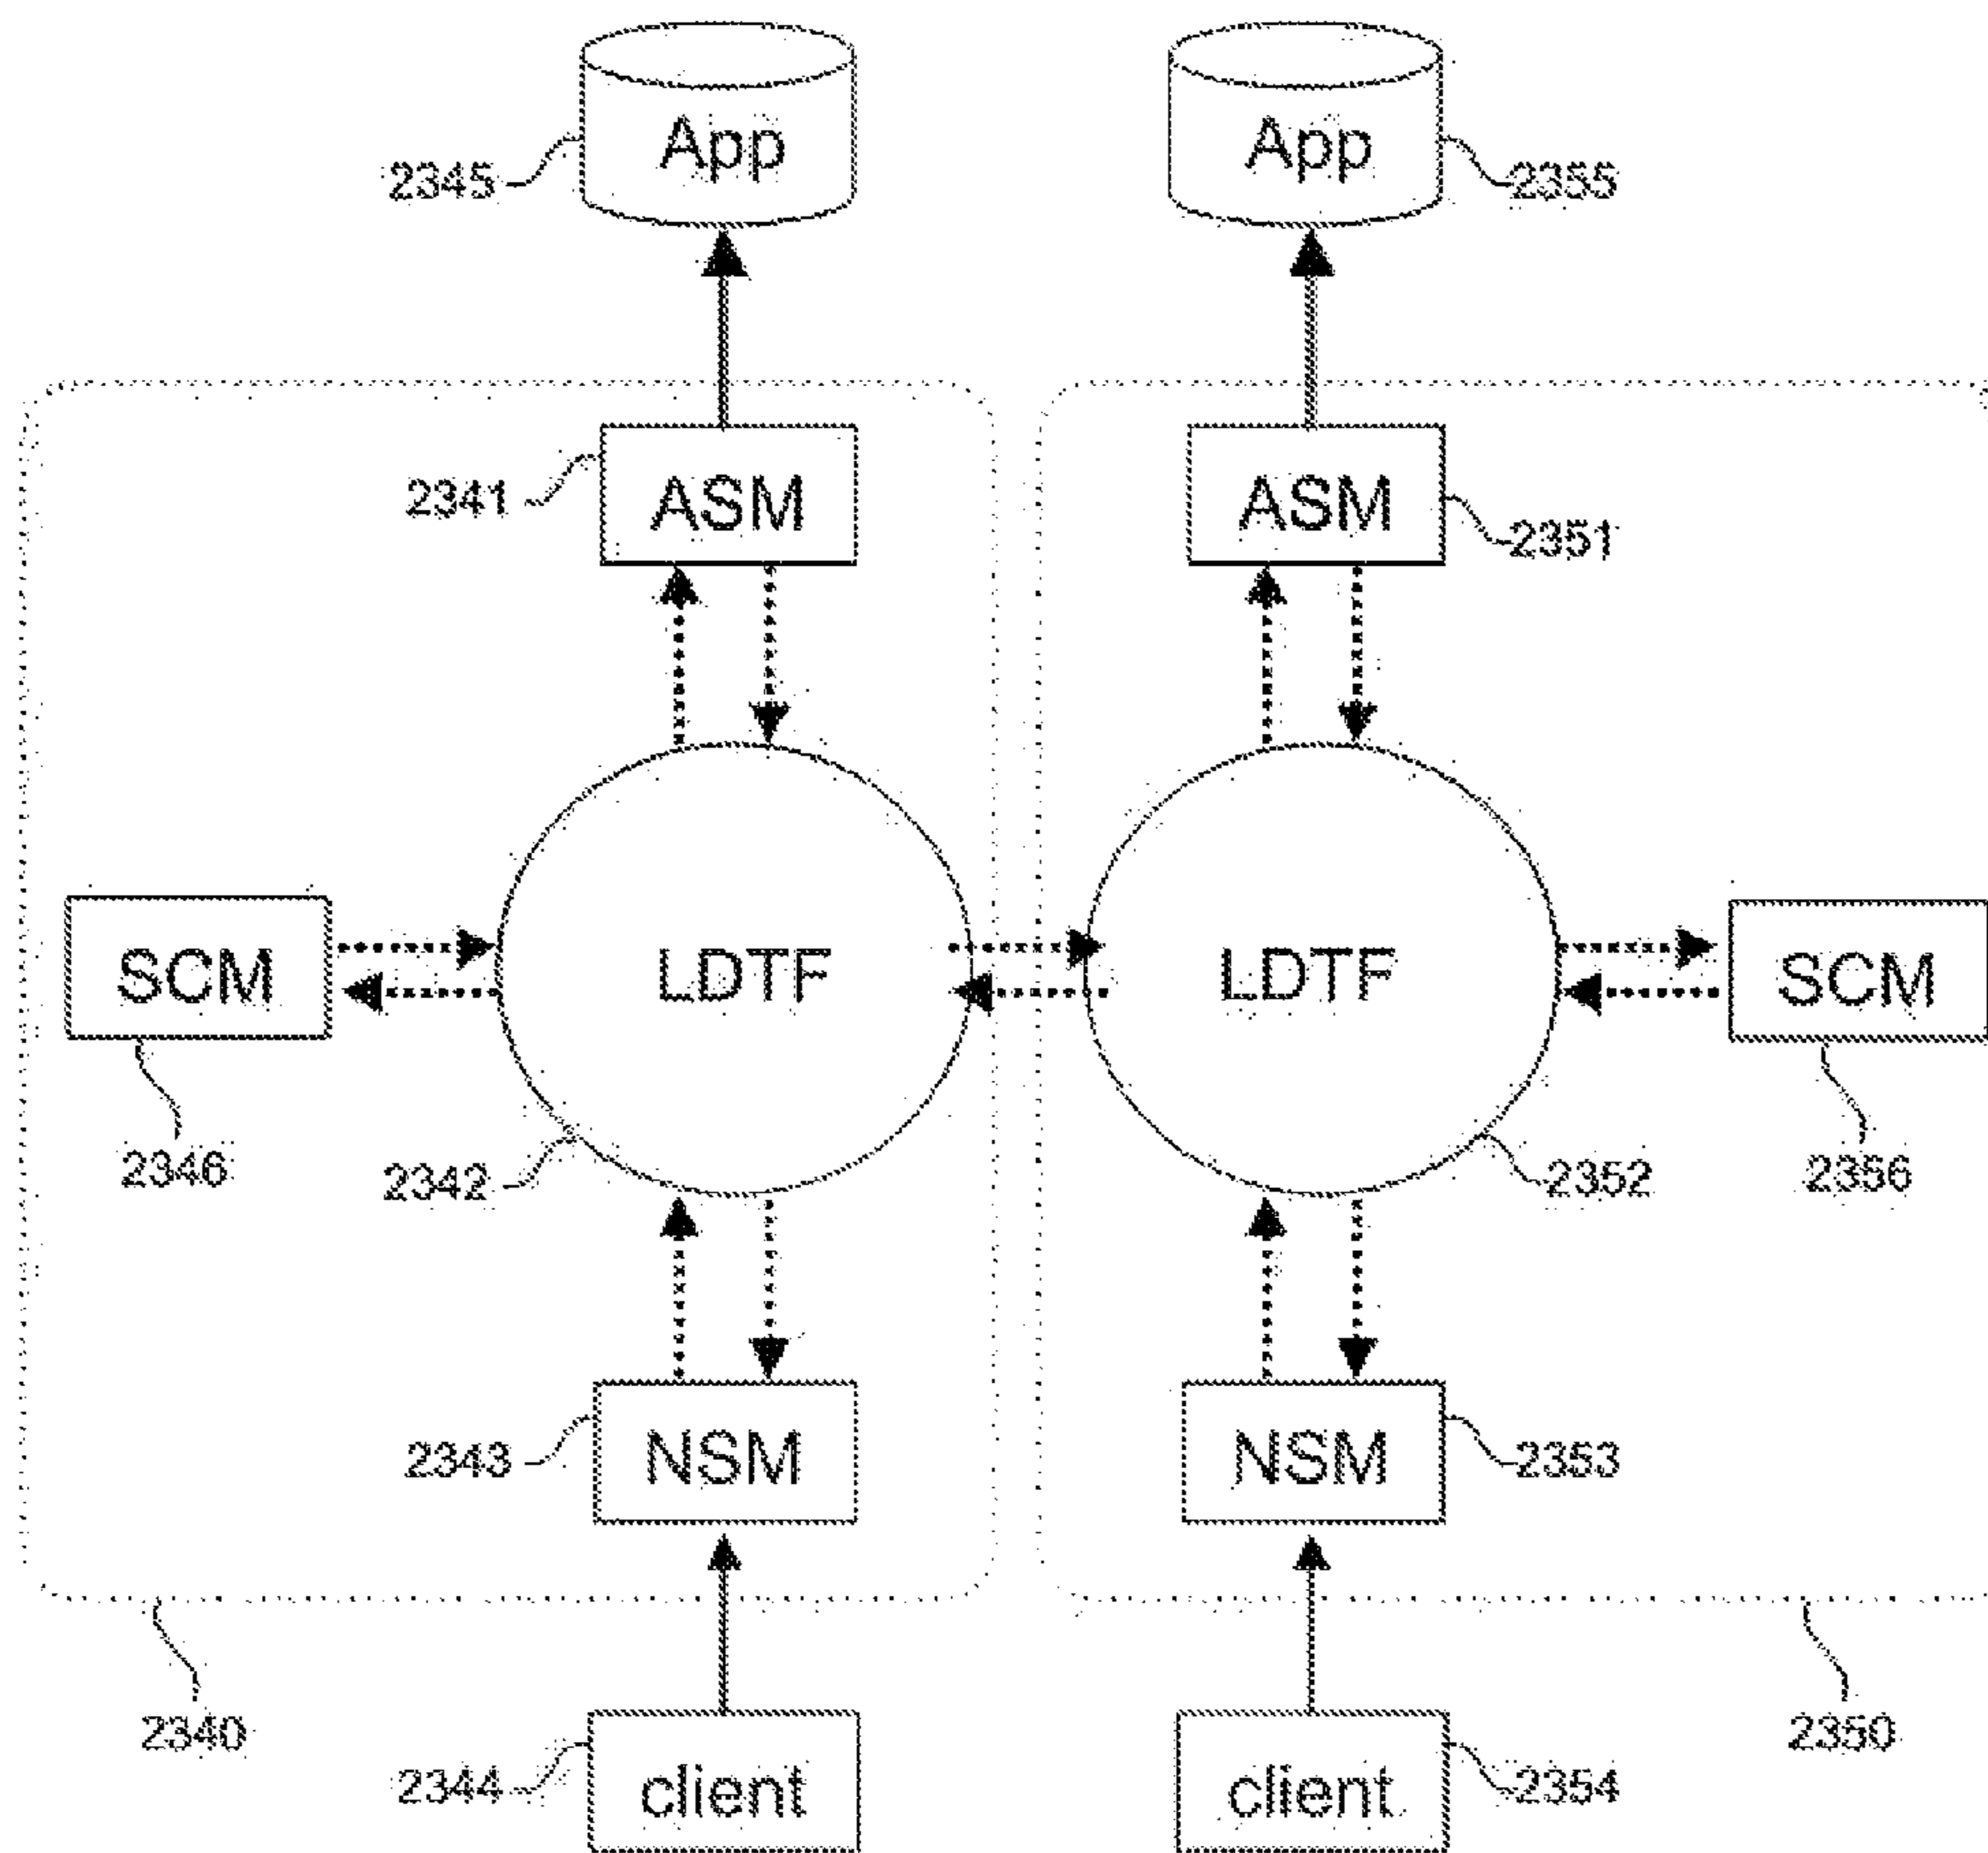 App
App
2345
2355
ASM
ASM
2341
2351
SCM
LDTF
LDTF
SCM
2346
2342
2352
2356
NSM
NSM
2343
2353
2340
2350
client
client
2344
2354